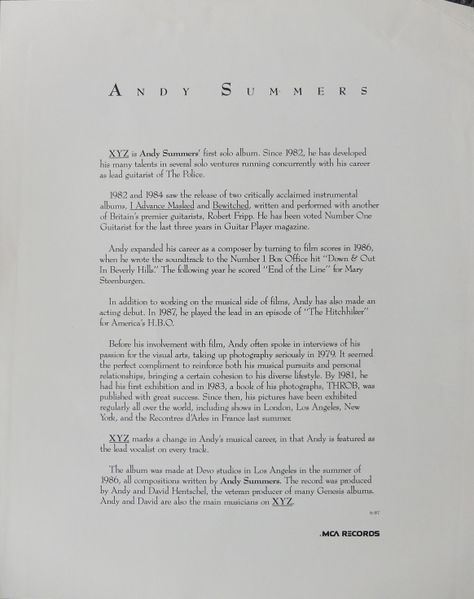 ANDY SUMMERS
XYZ is Andy Summers' first solo album. Since 1982, he has developed
his many talents in several solo ventures running concurrently with his career
as lead guitarist of The Police.
1982 and 1984 saw the release of two critically acclaimed instrumental
albums, I Advance Masked and Bewitched, written and performed with another
of Britain's premier guitarists, Robert Fripp. He has been voted Number One
Guitarist for the last three years in Guitar Player magazine.
Andy expanded his career as a composer by turning to film scores in 1986,
when he wrote the soundtrack to the Number 1 Box Office hit "Down & Out
In Beverly Hills." The following year he scored "End of the Line" for Mary
Steenburgen.
In addition to working on the musical side of films, Andy has also made an
acting debut. In 1987, he played the lead in an episode of "The Hitchhiker"
for America's H.B.O.
Before his involvement with film, Andy often spoke in interviews of his
passion for the visual arts, taking up photography seriously in 1979. It seemed
the perfect compliment to reinforce both his musical pursuits and personal
relationships, bringing a certain cohesion to his diverse lifestyle. By 1981, he
had his first exhibition and in 1983, a book of his photographs, THROB, was
published with great success. Since then, his pictures have been exhibited
regularly all over the world, including shows in London, Los Angeles, New
York, and the Recontres d'Arles in France last summer.
XYZ marks a change in Andy's musical career, in that Andy is featured as
the lead vocalist on every track.
The album was made at Devo studios in Los Angeles in the summer of
1986, all compositions written by Andy Summers. The record was produced
by Andy and David Hentschel, the veteran producer of many Genesis albums.
Andy and David are also the main musicians on XYZ.
6/87
MCA RECORDS